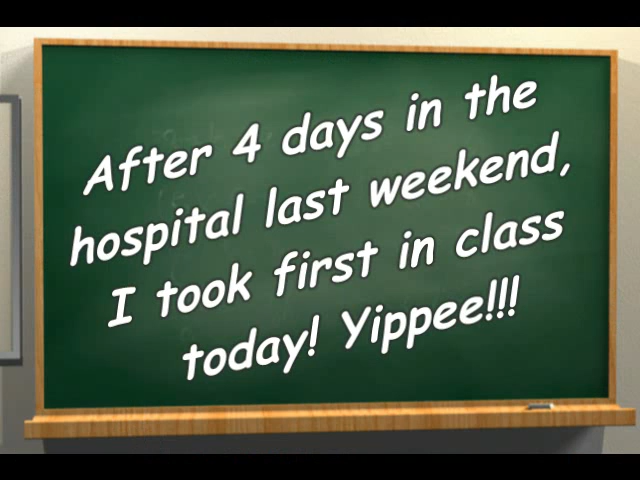 After 4 days in the
hospital last weekend,
I took first in class
today! Yippee!!!